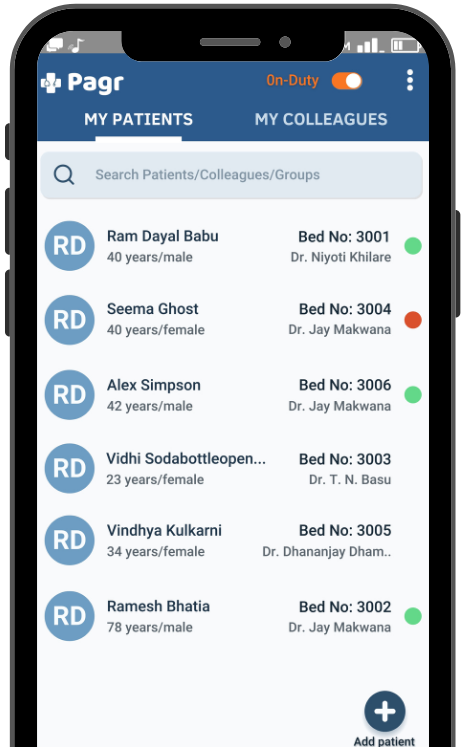 Pagr
On-Duty
MY PATIENTS MY COLLEAGUES
Search Patients/Colleagues/Groups
RD Ram Dayal Babu Bed No: 3001
40 years/male Dr. Niyoti Khilare
RD Seema Ghost Bed No: 3004
40 years/female Dr. Jay Makwana
RD Alex Simpson Bed No: 3006
42 years/male Dr. Jay Makwana
RD Vidhi Sodabottleopen... Bed No: 3003
23 years/female Dr. T. N. Basu
RD Vindhya Kulkarni Bed No: 3005
34 years/female Dr. Dhananjay Dham..
RD Ramesh Bhatia Bed No: 3002
78 years/male Dr. Jay Makwana
Add patient